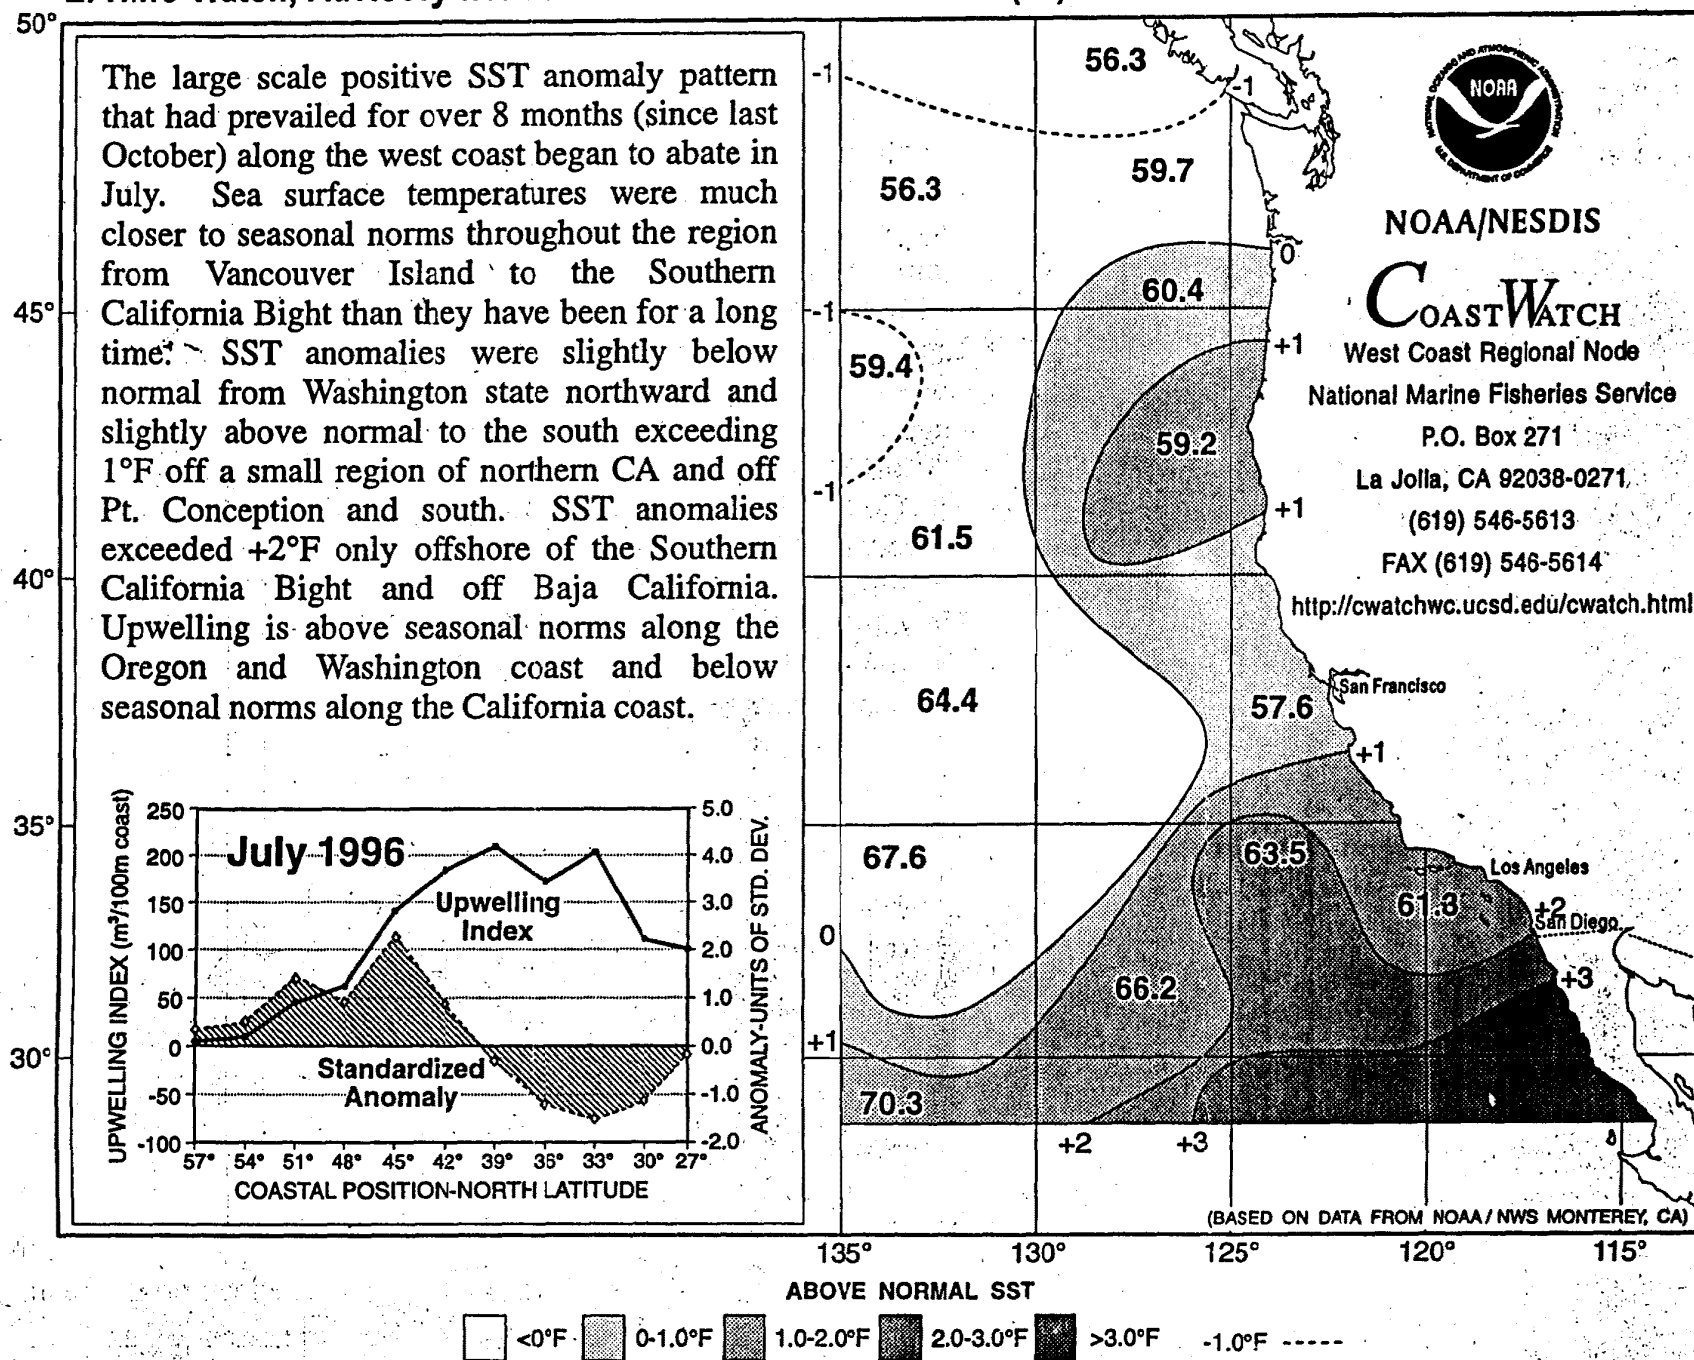 50°
The large scale positive SST anomaly pattern
that had prevailed for over 8 months (since last
October) along the west coast began to abate in
July. Sea surface temperatures were much
closer to seasonal norms throughout the region
from Vancouver Island to the Southern
California Bight than they have been for a long
time. SST anomalies were slightly below
normal from Washington state northward and
slightly above normal to the south exceeding
1°F off a small region of northern CA and off
Pt. Conception and south. SST anomalies
exceeded +2°F only offshore of the Southern
California Bight and off Baja California.
Upwelling is above seasonal norms along the
Oregon and Washington coast and below
seasonal norms along the California coast.
45°
40°
35°
30°
July 1996
Upwelling
Index
Standardized
Anomaly
UPWELLING INDEX (m³/100m coast)
250
200
150
100
50
0
-50
-100
5.0
4.0
3.0
2.0
1.0
0.0
-1.0
-2.0
ANOMALY-UNITS OF STD. DEV.
57° 54° 51° 48° 45° 42° 39° 36° 33° 30° 27°
COASTAL POSITION-NORTH LATITUDE
-1
56.3
-1
56.3
59.7
0
60.4
-1
+1
59.4
59.2
-1
+1
61.5
64.4
57.6
San Francisco
+1
67.6
63.5
Los Angeles
61.3
+2
San Diego
0
66.2
+3
+1
70.3
+2
+3
NOAA
NATIONAL OCEANIC AND ATMOSPHERIC ADMINISTRATION
U.S. DEPARTMENT OF COMMERCE
NOAA/NESDIS
COASTWATCH
West Coast Regional Node
National Marine Fisheries Service
P.O. Box 271
La Jolla, CA 92038-0271
(619) 546-5613
FAX (619) 546-5614
http://cwatchwc.ucsd.edu/cwatch.html
(BASED ON DATA FROM NOAA/NWS MONTEREY, CA)
135° 130° 125° 120° 115°
ABOVE NORMAL SST
<0°F 0-1.0°F 1.0-2.0°F 2.0-3.0°F >3.0°F -1.0°F -----